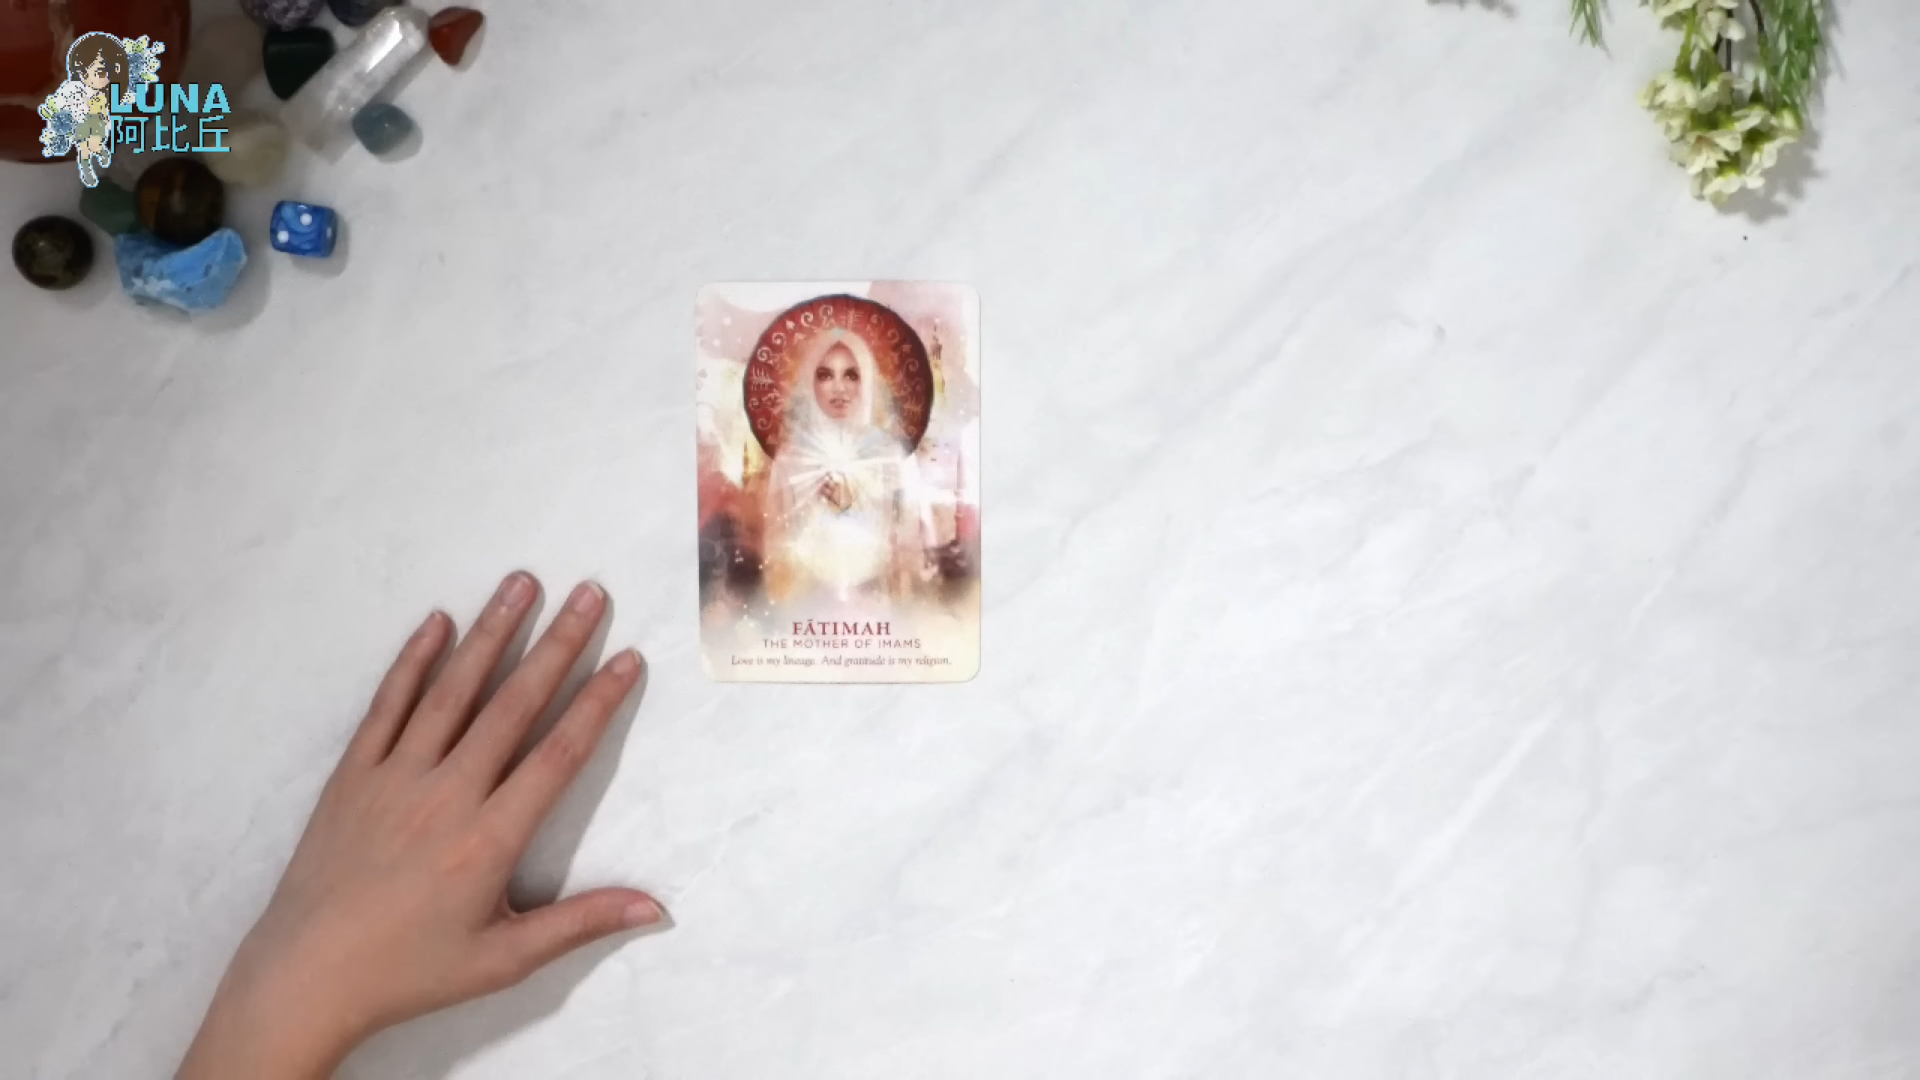 LUNA
阿比丘
FĀTIMAH
THE MOTHER OF IMAMS
Love is my lineage. And gratitude is my religion.